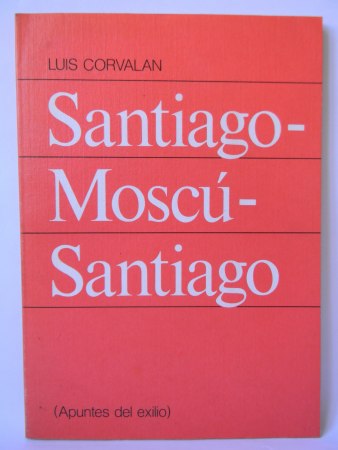 LUIS CORVALAN
Santiago-
Moscú-
Santiago
(Apuntes del exilio)